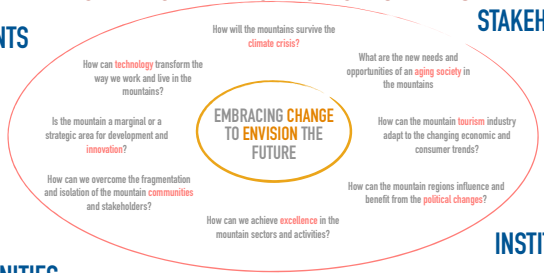 How will the mountains survive the
climate crisis?
How can technology transform the
way we work and live in the
mountains?
What are the new needs and
opportunities of an aging society in
the mountains
Is the mountain a marginal or a
strategic area for development and
innovation?
EMBRACING CHANGE
TO ENVISION THE
FUTURE
How can the mountain tourism industry
adapt to the changing economic and
consumer trends?
How can we overcome the fragmentation
and isolation of the mountain communities
and stakeholders?
How can the mountain regions influence and
benefit from the political changes?
How can we achieve excellence in the
mountain sectors and activities?